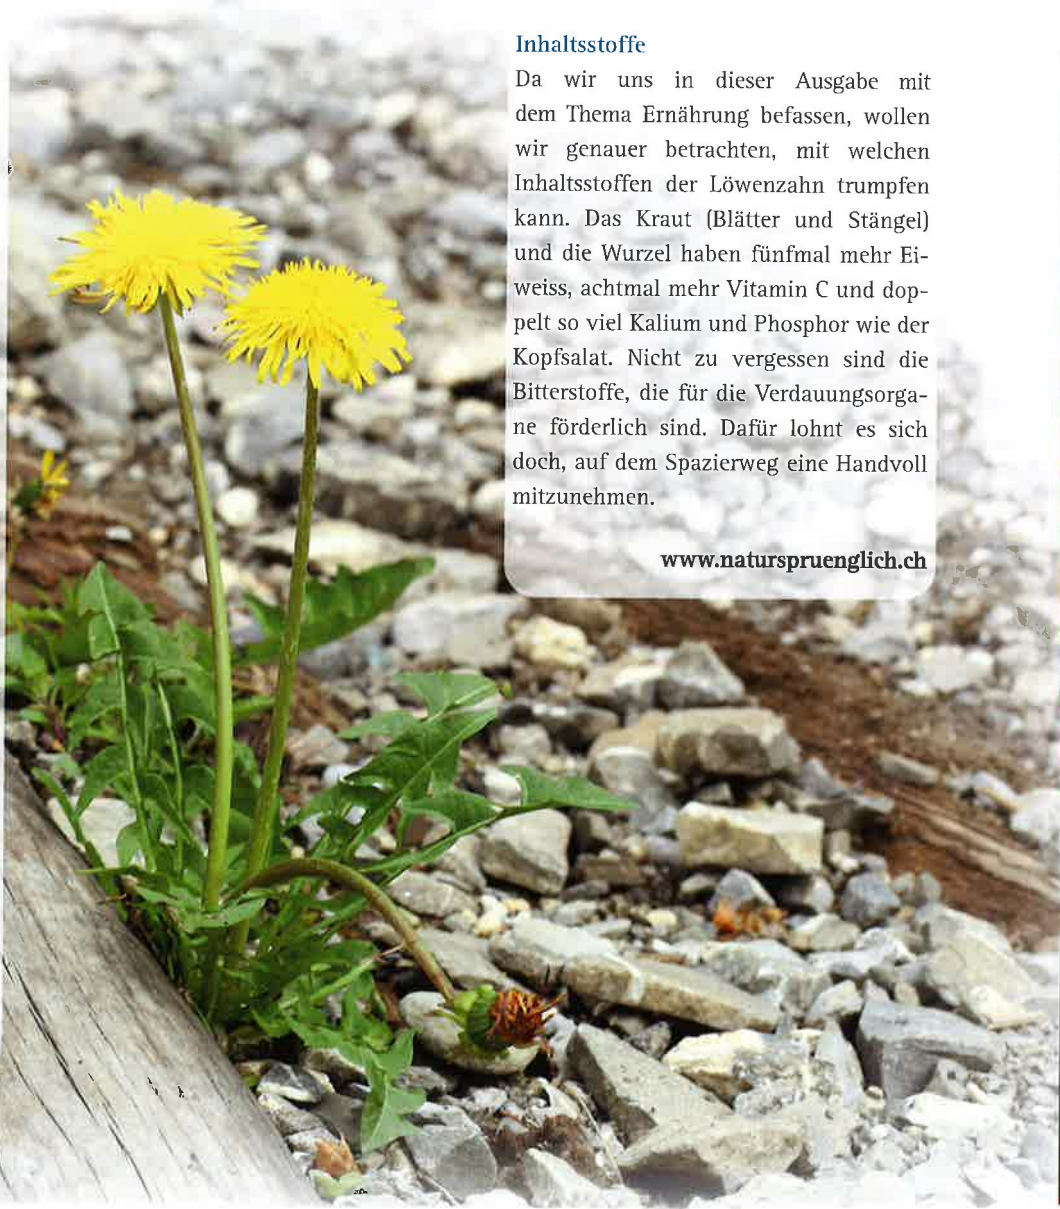 Inhaltsstoffe
Da wir uns in dieser Ausgabe mit
dem Thema Ernährung befassen, wollen
wir genauer betrachten, mit welchen
Inhaltsstoffen der Löwenzahn trumpfen
kann. Das Kraut (Blätter und Stängel)
und die Wurzel haben fünfmal mehr Ei-
weiss, achtmal mehr Vitamin C und dop-
pelt so viel Kalium und Phosphor wie der
Kopfsalat. Nicht zu vergessen sind die
Bitterstoffe, die für die Verdauungsorga-
ne förderlich sind. Dafür lohnt es sich
doch, auf dem Spazierweg eine Handvoll
mitzunehmen.
www.naturspruenglich.ch